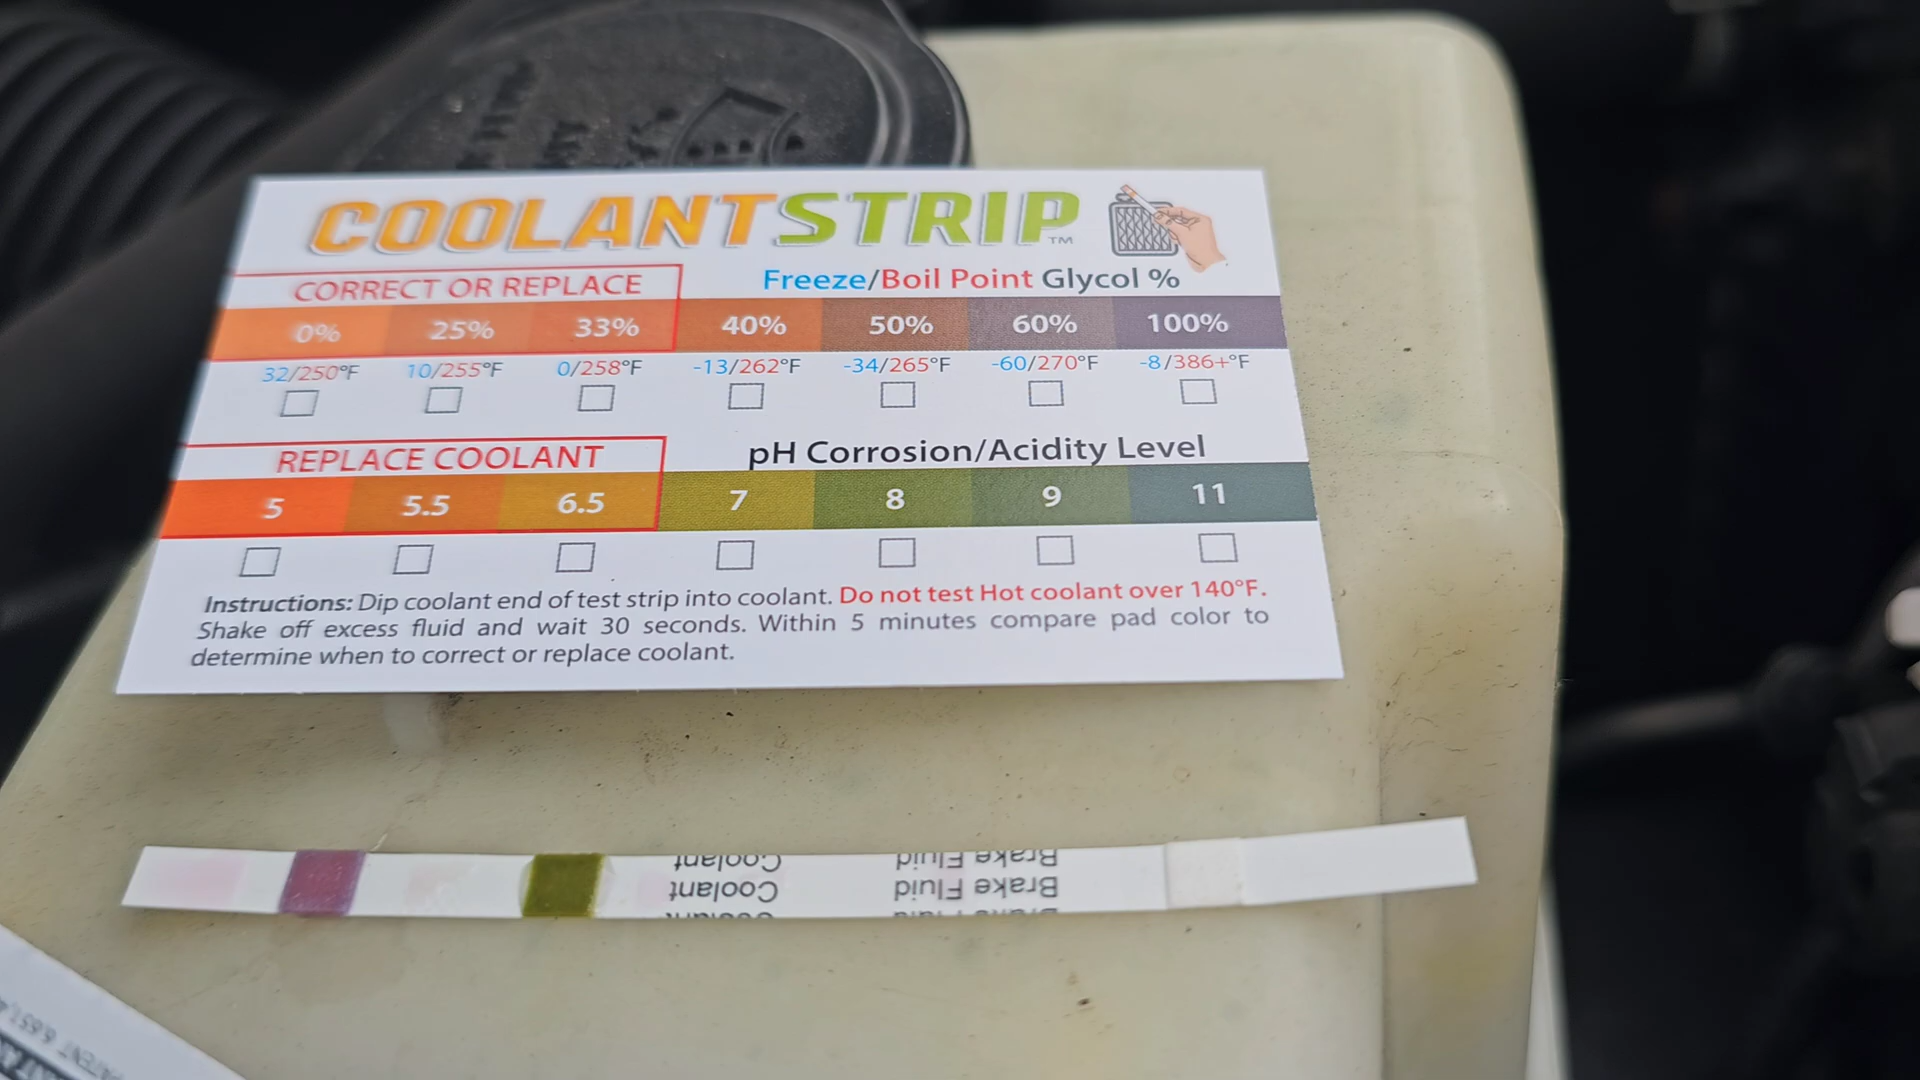 COOLANTSTRIP™
CORRECT OR REPLACE
Freeze/Boil Point Glycol %
0% 25% 33% 40% 50% 60% 100%
32/250°F 10/255°F 0/258°F -13/262°F -34/265°F -60/270°F -8/386+°F
REPLACE COOLANT
pH Corrosion/Acidity Level
5 5.5 6.5 7 8 9 11
Instructions: Dip coolant end of test strip into coolant. Do not test Hot coolant over 140°F.
Shake off excess fluid and wait 30 seconds. Within 5 minutes compare pad color to
determine when to correct or replace coolant.
Coolant Brake Fluid
Coolant Brake Fluid
Coolant Brake Fluid